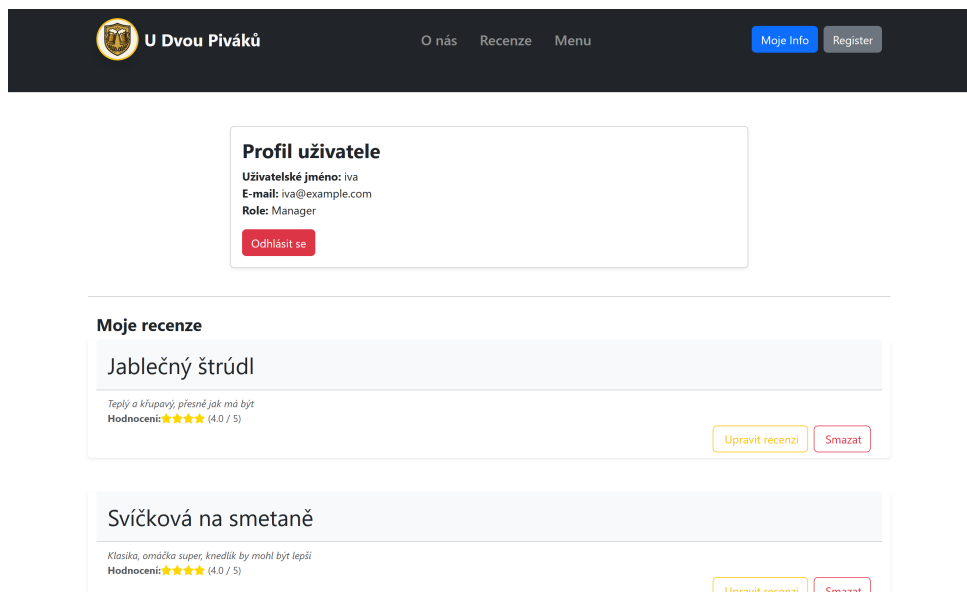 U Dvou Piváků
O nás Recenze Menu
Moje Info Register
Profil uživatele
Uživatelské jméno: iva
E-mail: iva@example.com
Role: Manager
Odhlásit se
Moje recenze
Jablečný štrúdl
Teplý a křupavý, přesně jak má být
Hodnocení: (4.0 / 5)
Upravit recenzi Smazat
Svíčková na smetaně
Klasika, omáčka super, knedlík by mohl být lepší
Hodnocení: (4.0 / 5)
Upravit recenzi Smazat